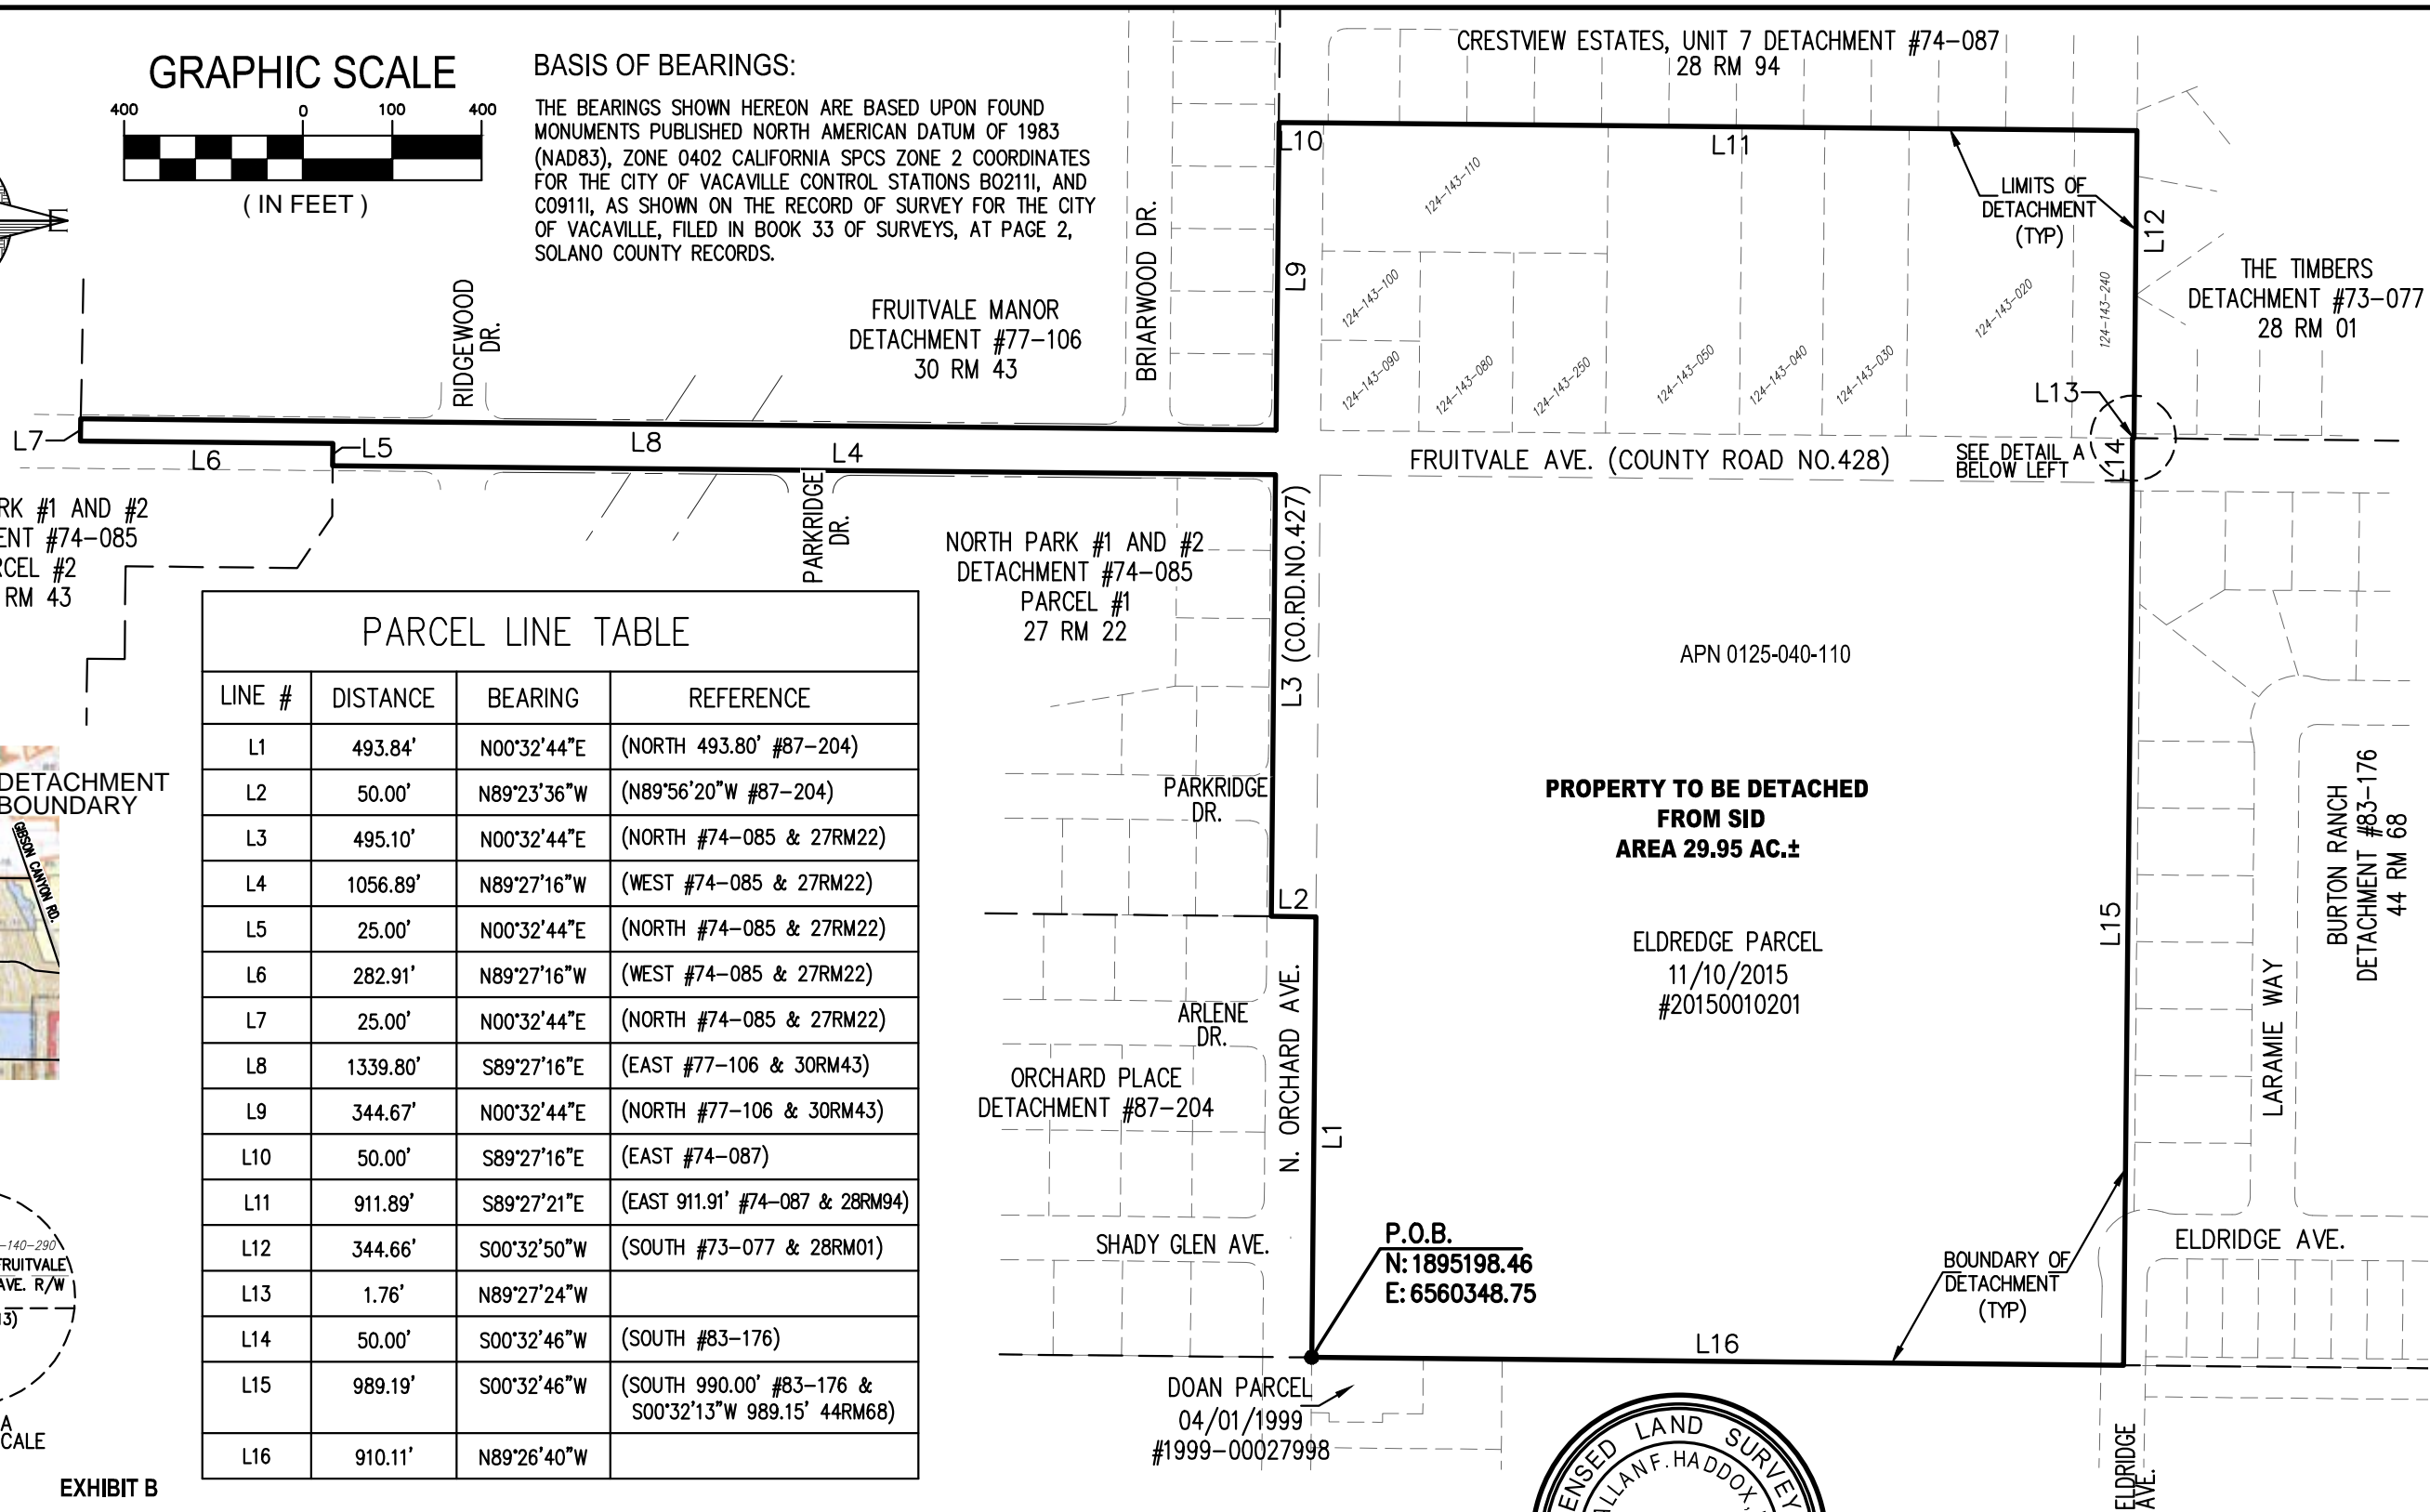 GRAPHIC SCALE
400 0 100 400
( IN FEET )
BASIS OF BEARINGS:
THE BEARINGS SHOWN HEREON ARE BASED UPON FOUND
MONUMENTS PUBLISHED NORTH AMERICAN DATUM OF 1983
(NAD83), ZONE 0402 CALIFORNIA SPCS ZONE 2 COORDINATES
FOR THE CITY OF VACAVILLE CONTROL STATIONS BO211I, AND
CO911I, AS SHOWN ON THE RECORD OF SURVEY FOR THE CITY
OF VACAVILLE, FILED IN BOOK 33 OF SURVEYS, AT PAGE 2,
SOLANO COUNTY RECORDS.
CRESTVIEW ESTATES, UNIT 7 DETACHMENT #74-087
28 RM 94
L10
L11
L9
L12
LIMITS OF
DETACHMENT
(TYP)
124-143-110
124-143-100
124-143-090
124-143-080
124-143-250
124-143-050
124-143-040
124-143-030
124-143-020
124-143-240
THE TIMBERS
DETACHMENT #73-077
28 RM 01
L13
L14
SEE DETAIL A
BELOW LEFT
RIDGEWOOD
DR.
FRUITVALE MANOR
DETACHMENT #77-106
30 RM 43
BRIARWOOD DR.
L7
L6
L5
L8
L4
FRUITVALE AVE. (COUNTY ROAD NO.428)
RK #1 AND #2
ENT #74-085
RCEL #2
RM 43
PARKRIDGE
DR.
NORTH PARK #1 AND #2
DETACHMENT #74-085
PARCEL #1
27 RM 22
L3 (CO.RD.NO.427)
APN 0125-040-110
PARCEL LINE TABLE
LINE # DISTANCE BEARING REFERENCE
L1 493.84' N00°32'44"E (NORTH 493.80' #87-204)
L2 50.00' N89°23'36"W (N89°56'20"W #87-204)
L3 495.10' N00°32'44"E (NORTH #74-085 & 27RM22)
L4 1056.89' N89°27'16"W (WEST #74-085 & 27RM22)
L5 25.00' N00°32'44"E (NORTH #74-085 & 27RM22)
L6 282.91' N89°27'16"W (WEST #74-085 & 27RM22)
L7 25.00' N00°32'44"E (NORTH #74-085 & 27RM22)
L8 1339.80' S89°27'16"E (EAST #77-106 & 30RM43)
L9 344.67' N00°32'44"E (NORTH #77-106 & 30RM43)
L10 50.00' S89°27'16"E (EAST #74-087)
L11 911.89' S89°27'21"E (EAST 911.91' #74-087 & 28RM94)
L12 344.66' S00°32'50"W (SOUTH #73-077 & 28RM01)
L13 1.76' N89°27'24"W
L14 50.00' S00°32'46"W (SOUTH #83-176)
L15 989.19' S00°32'46"W (SOUTH 990.00' #83-176 &
S00°32'13"W 989.15' 44RM68)
L16 910.11' N89°26'40"W
DETACHMENT
BOUNDARY
GIBSON CANYON RD.
PARKRIDGE
DR.
PROPERTY TO BE DETACHED
FROM SID
AREA 29.95 AC.±
L2
ELDREDGE PARCEL
11/10/2015
#20150010201
L15
BURTON RANCH
DETACHMENT #83-176
44 RM 68
LARAMIE WAY
ARLENE
DR.
ORCHARD PLACE
DETACHMENT #87-204
N. ORCHARD AVE.
L1
SHADY GLEN AVE.
P.O.B.
N: 1895198.46
E: 6560348.75
BOUNDARY OF
DETACHMENT
(TYP)
ELDRIDGE AVE.
L16
DOAN PARCEL
04/01/1999
#1999-00027998
ELDRIDGE
AVE.
-140-290
FRUITVALE
AVE. R/W
13)
A
CALE
EXHIBIT B
ENSED LAND SURVEY
ALLAN F. HADDOX,